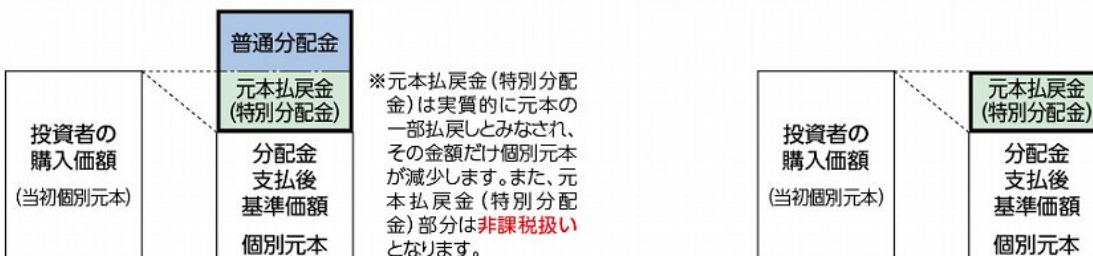 普通分配金
元本払戻金
(特別分配金)
投資者の
購入価額
(当初個別元本)
分配金
支払後
基準価額
個別元本
※元本払戻金(特別分配
金)は実質的に元本の
一部払戻しとみなされ、
その金額だけ個別元本
が減少します。また、元
本払戻金(特別分配
金)部分は非課税扱い
となります。
投資者の
購入価額
(当初個別元本)
元本払戻金
(特別分配金)
分配金
支払後
基準価額
個別元本